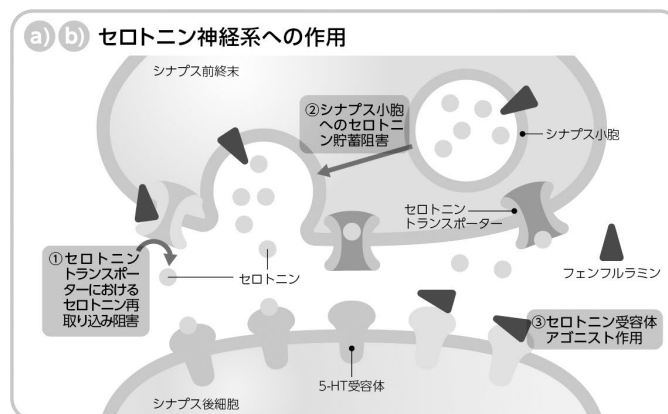 a) b) セロトニン神経系への作用
シナプス前終末
②シナプス小胞
へのセロトニ
ン貯蓄阻害
シナプス小胞
セロトニン
トランスポーター
①セロトニン
トランスポー
ターにおける
セロトニン再
取り込み阻害
セロトニン
フェンフルラミン
③セロトニン受容体
アゴニスト作用
5-HT受容体
シナプス後細胞